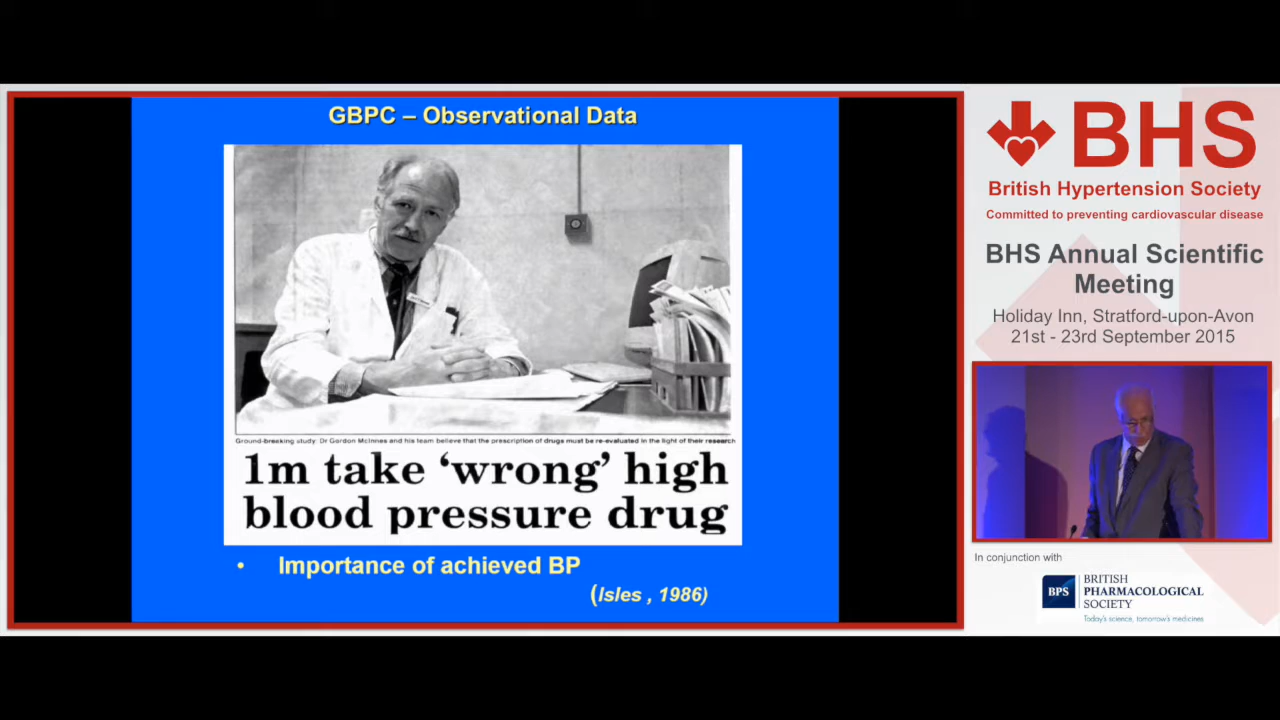 GBPC – Observational Data
Ground-breaking study: Dr Gordon McInnes and his team believe that the prescription of drugs must be re-evaluated in the light of their research
1m take ‘wrong’ high
blood pressure drug
• Importance of achieved BP
(Isles , 1986)
BHS
British Hypertension Society
Committed to preventing cardiovascular disease
BHS Annual Scientific
Meeting
Holiday Inn, Stratford-upon-Avon
21st - 23rd September 2015
In conjunction with
BPS
BRITISH
PHARMACOLOGICAL
SOCIETY
Today's science, tomorrow's medicines